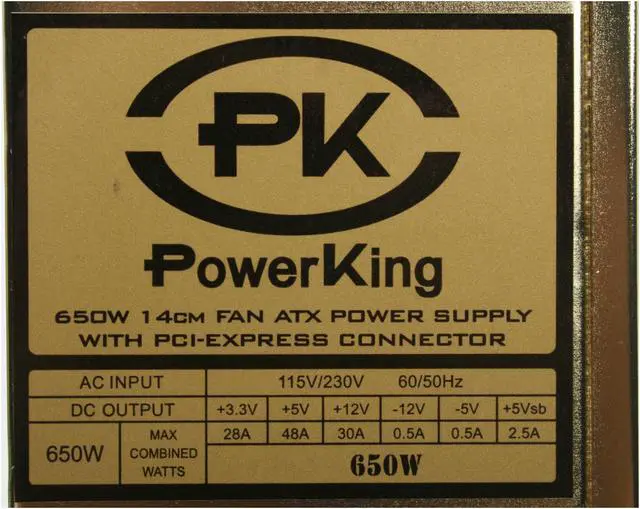 PK
PowerKing
650W 14CM FAN ATX POWER SUPPLY
WITH PCI-EXPRESS CONNECTOR
AC INPUT 115V/230V 60/50Hz
DC OUTPUT +3.3V +5V +12V -12V -5V +5Vsb
650W MAX COMBINED WATTS 28A 48A 30A 0.5A 0.5A 2.5A
650W